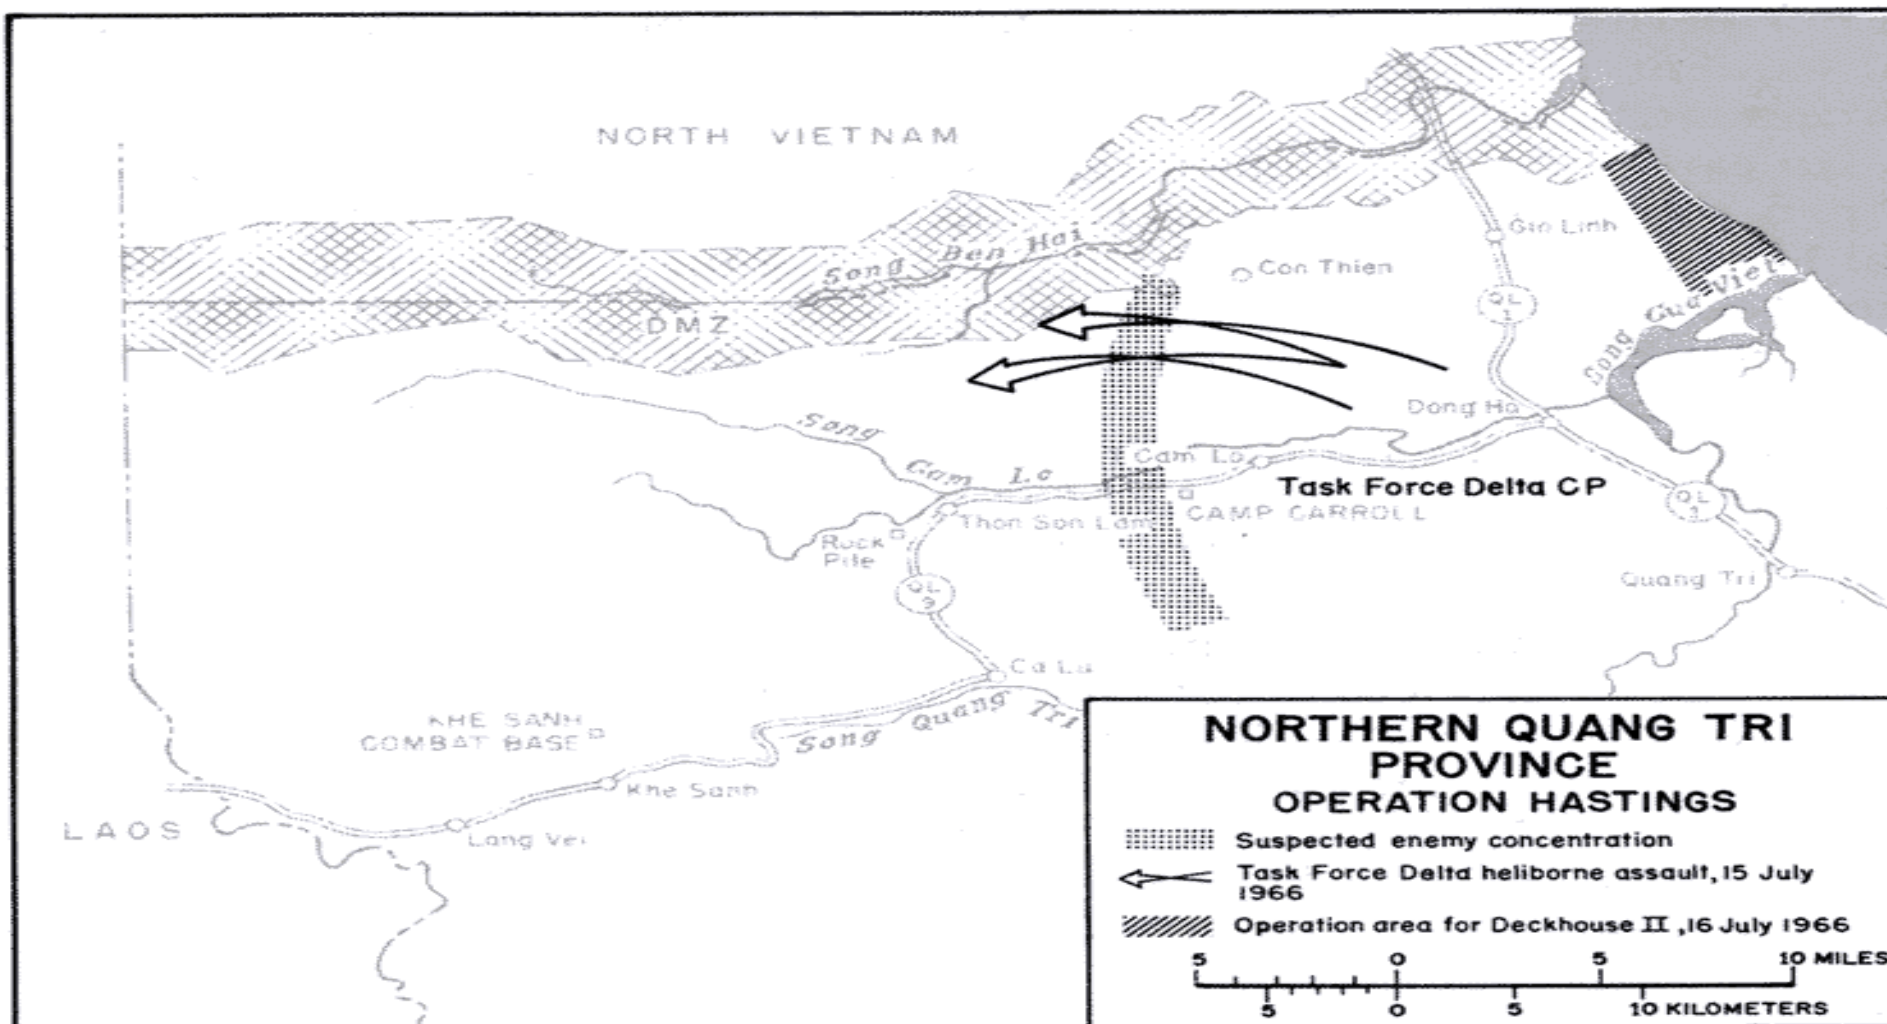 NORTH VIETNAM
Song Ben Hai
Gio Linh
Con Thien
DMZ
QL
1
Song Cua Viet
Dong Ha
Song
Cam Lo
Cam Lo
Task Force Delta CP
CAMP CARROLL
Thon Son Lam
Rock
Pile
QL
1
Quang Tri
QL
9
Ca Lu
Song Quang Tri
KHE SANH
COMBAT BASE
Khe Sanh
LAOS
Lang Vei
NORTHERN QUANG TRI
PROVINCE
OPERATION HASTINGS
Suspected enemy concentration
Task Force Delta heliborne assault, 15 July
1966
Operation area for Deckhouse II, 16 July 1966
5 0 5 10 MILES
5 0 5 10 KILOMETERS